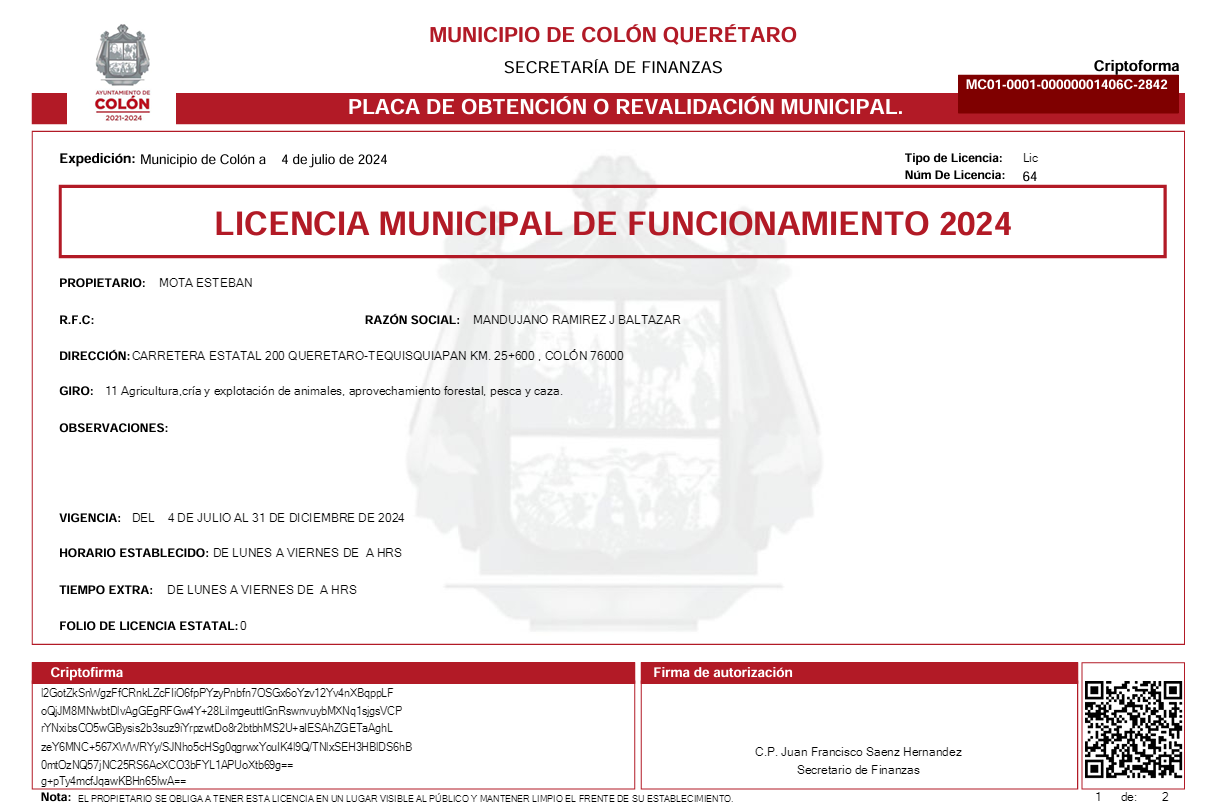 MUNICIPIO DE COLÓN QUERÉTARO
SECRETARÍA DE FINANZAS
Criptoforma
MC01-0001-00000001406C-2842
AYUNTAMIENTO DE
COLÓN
2021-2024
PLACA DE OBTENCIÓN O REVALIDACIÓN MUNICIPAL.
Expedición: Municipio de Colón a 4 de julio de 2024
Tipo de Licencia: Lic
Núm De Licencia: 64
LICENCIA MUNICIPAL DE FUNCIONAMIENTO 2024
PROPIETARIO: MOTA ESTEBAN
R.F.C: RAZÓN SOCIAL: MANDUJANO RAMIREZ J BALTAZAR
DIRECCIÓN: CARRETERA ESTATAL 200 QUERETARO-TEQUISQUIAPAN KM. 25+600 , COLÓN 76000
GIRO: 11 Agricultura,cría y explotación de animales, aprovechamiento forestal, pesca y caza.
OBSERVACIONES:
VIGENCIA: DEL 4 DE JULIO AL 31 DE DICIEMBRE DE 2024
HORARIO ESTABLECIDO: DE LUNES A VIERNES DE A HRS
TIEMPO EXTRA: DE LUNES A VIERNES DE A HRS
FOLIO DE LICENCIA ESTATAL: 0
Criptofirma
Firma de autorización
C.P. Juan Francisco Saenz Hernandez
Secretario de Finanzas
Nota: EL PROPIETARIO SE OBLIGA A TENER ESTA LICENCIA EN UN LUGAR VISIBLE AL PÚBLICO Y MANTENER LIMPIO EL FRENTE DE SU ESTABLECIMIENTO.
1 de: 2